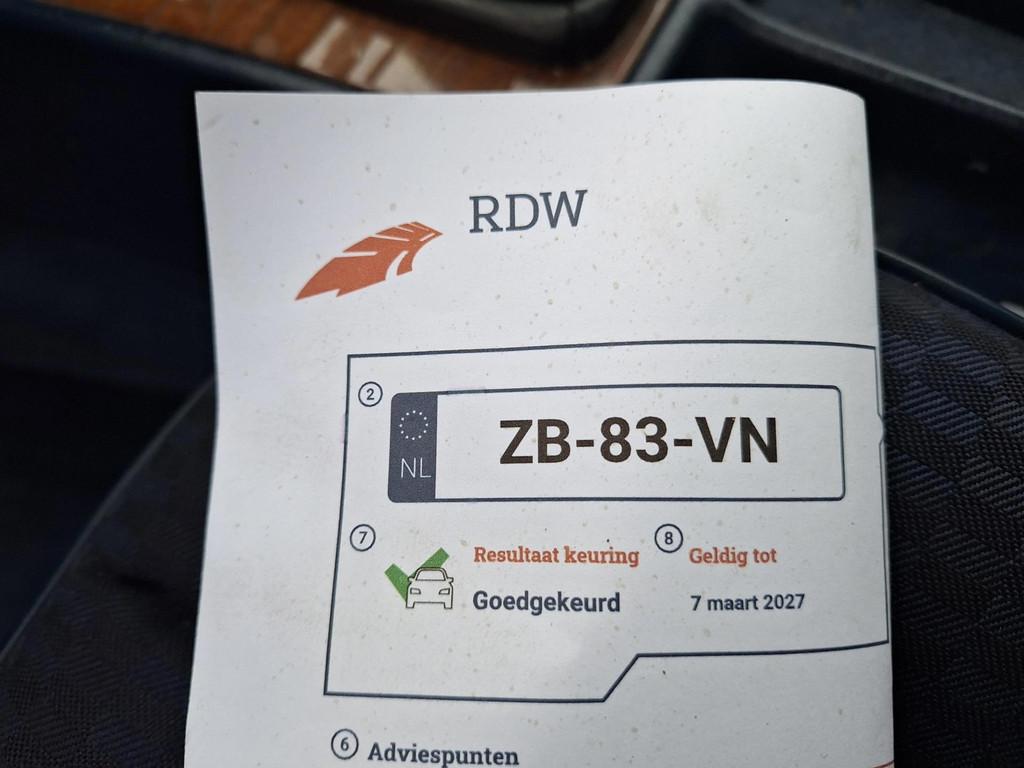 RDW
2
NL
ZB-83-VN
7
Resultaat keuring
Goedgekeurd
8
Geldig tot
7 maart 2027
6 Adviespunten